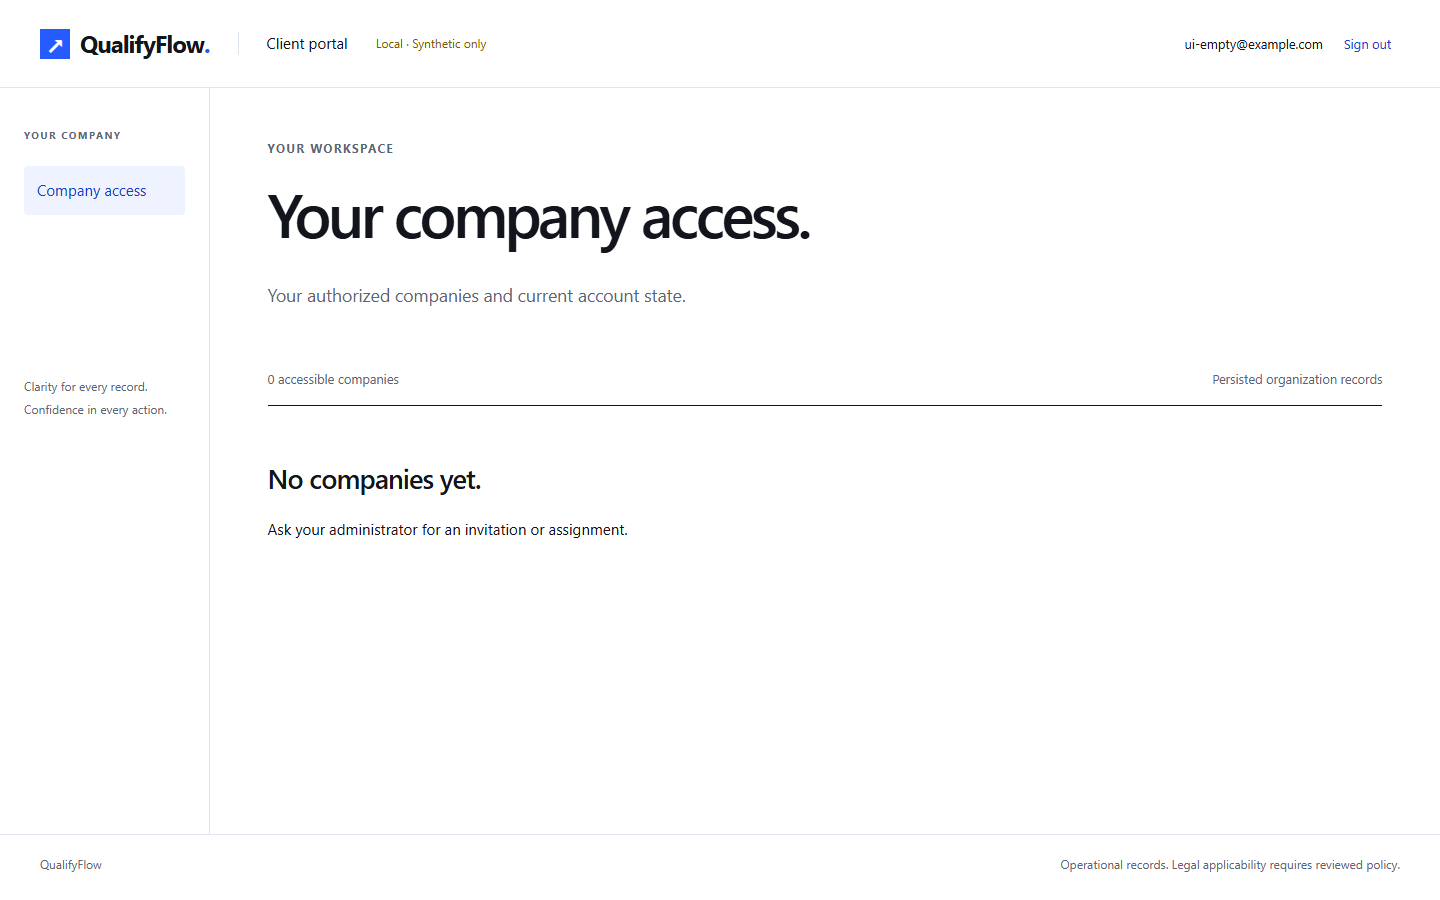 QualifyFlow.
Client portal
Local · Synthetic only
ui-empty@example.com
Sign out
YOUR COMPANY
Company access
Clarity for every record.
Confidence in every action.
YOUR WORKSPACE
Your company access.
Your authorized companies and current account state.
0 accessible companies
Persisted organization records
No companies yet.
Ask your administrator for an invitation or assignment.
QualifyFlow
Operational records. Legal applicability requires reviewed policy.